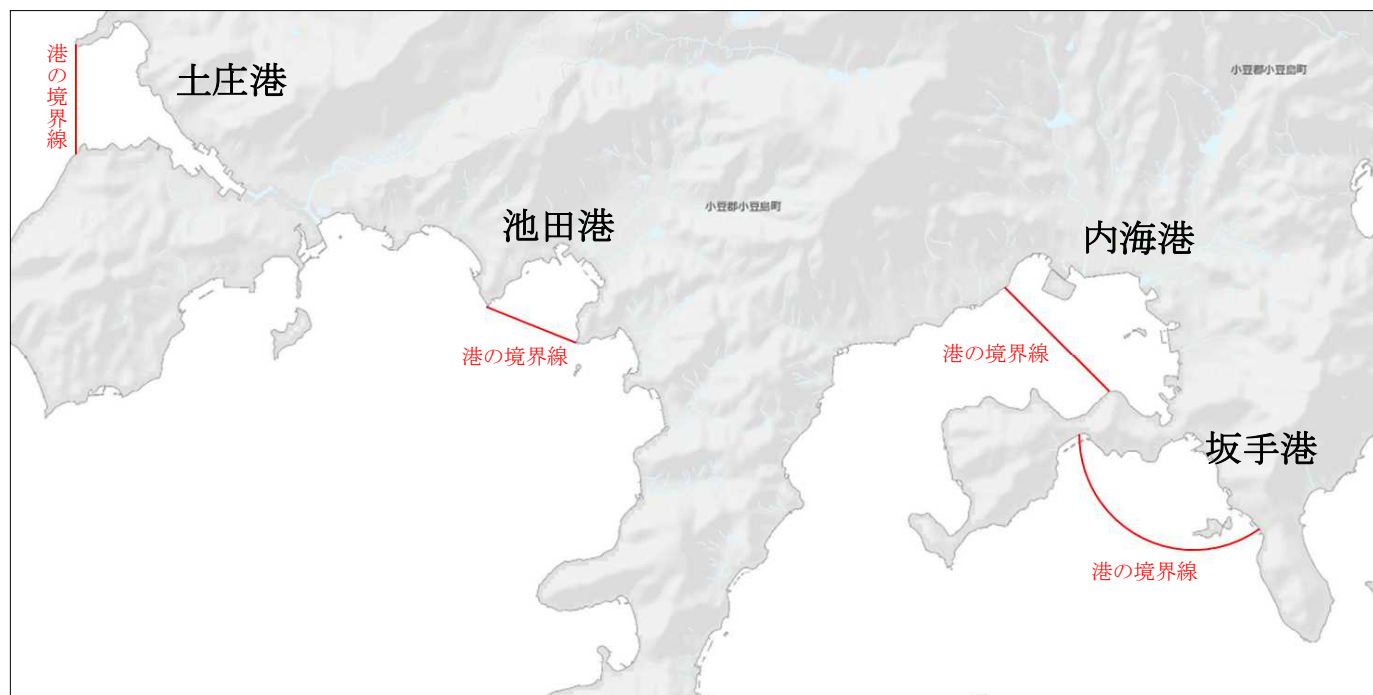 港の境界線
土庄港
小豆郡小豆島町
小豆郡小豆島町
池田港
内海港
港の境界線
港の境界線
坂手港
港の境界線